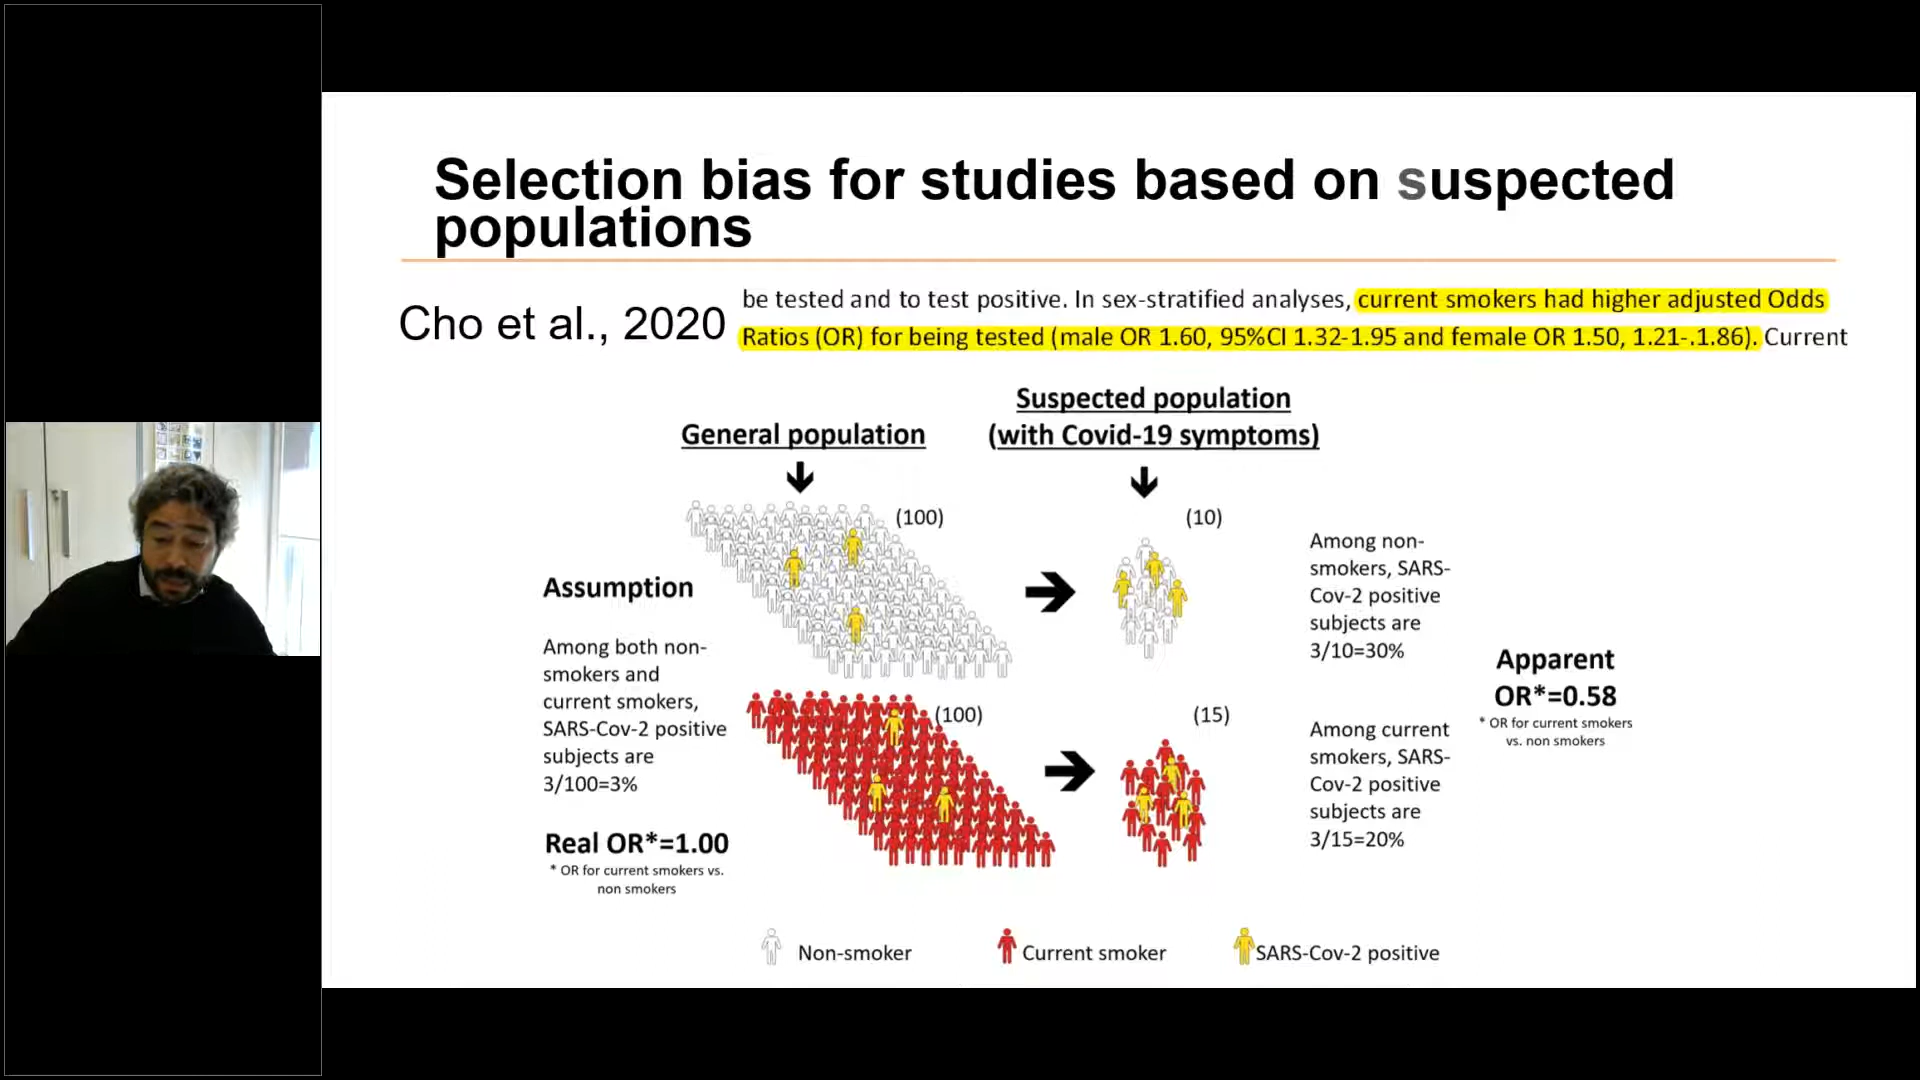 Selection bias for studies based on suspected
populations
Cho et al., 2020
be tested and to test positive. In sex-stratified analyses, current smokers had higher adjusted Odds
Ratios (OR) for being tested (male OR 1.60, 95%CI 1.32-1.95 and female OR 1.50, 1.21-.1.86). Current
General population
Suspected population
(with Covid-19 symptoms)
(100)
(10)
Assumption
Among both non-
smokers and
current smokers,
SARS-Cov-2 positive
subjects are
3/100=3%
Real OR*=1.00
* OR for current smokers vs.
non smokers
(100)
(15)
Among non-
smokers, SARS-
Cov-2 positive
subjects are
3/10=30%
Among current
smokers, SARS-
Cov-2 positive
subjects are
3/15=20%
Apparent
OR*=0.58
* OR for current smokers
vs. non smokers
Non-smoker
Current smoker
SARS-Cov-2 positive